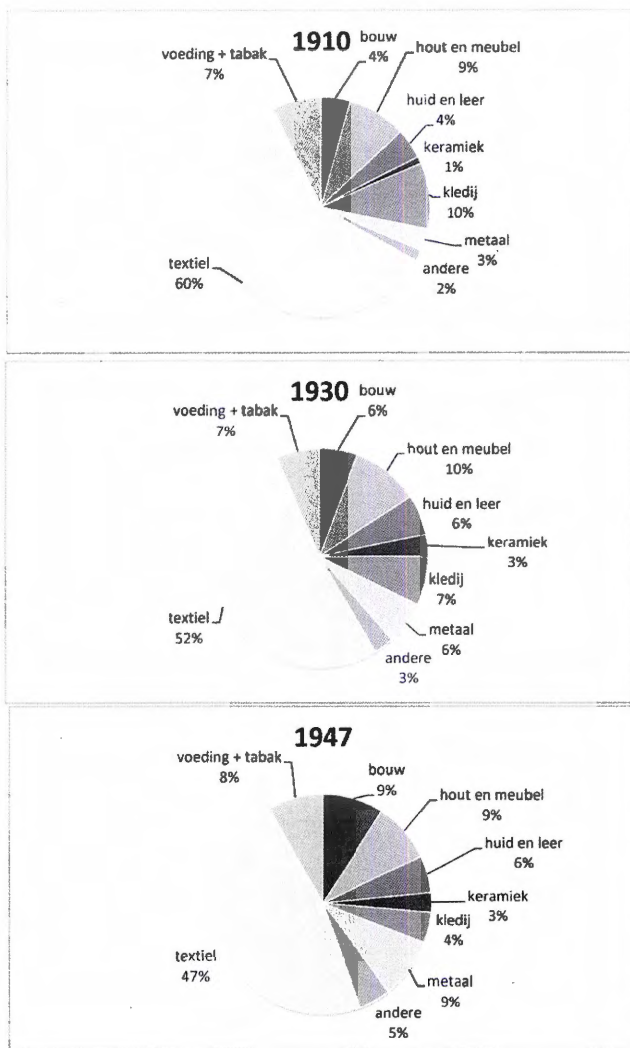 1910
bouw
4%
hout en meubel
9%
huid en leer
4%
keramiek
1%
kledij
10%
metaal
3%
andere
2%
textiel
60%
voeding + tabak
7%
1930
bouw
6%
hout en meubel
10%
huid en leer
6%
keramiek
3%
kledij
7%
metaal
6%
andere
3%
textiel
52%
voeding + tabak
7%
1947
bouw
9%
hout en meubel
9%
huid en leer
6%
keramiek
3%
kledij
4%
metaal
9%
andere
5%
textiel
47%
voeding + tabak
8%